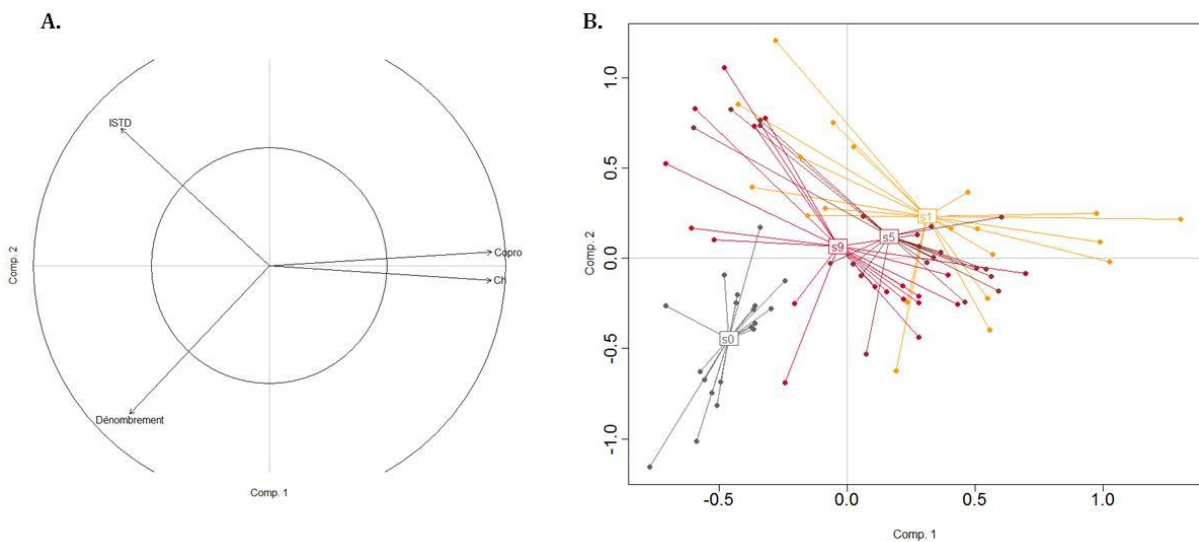 A.
ISTD
Copro
Ch
Dénombrement
Comp. 2
Comp. 1
B.
1.0
0.5
0.0
-0.5
-1.0
Comp. 2
s1
s5
s9
s0
-0.5
0.0
0.5
1.0
Comp. 1